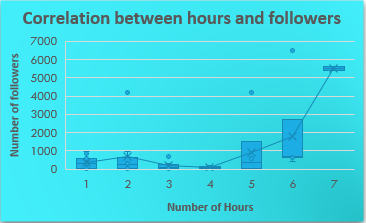 Correlation between hours and followers
Number of followers
7000
6000
5000
4000
3000
2000
1000
0
1 2 3 4 5 6 7
Number of Hours